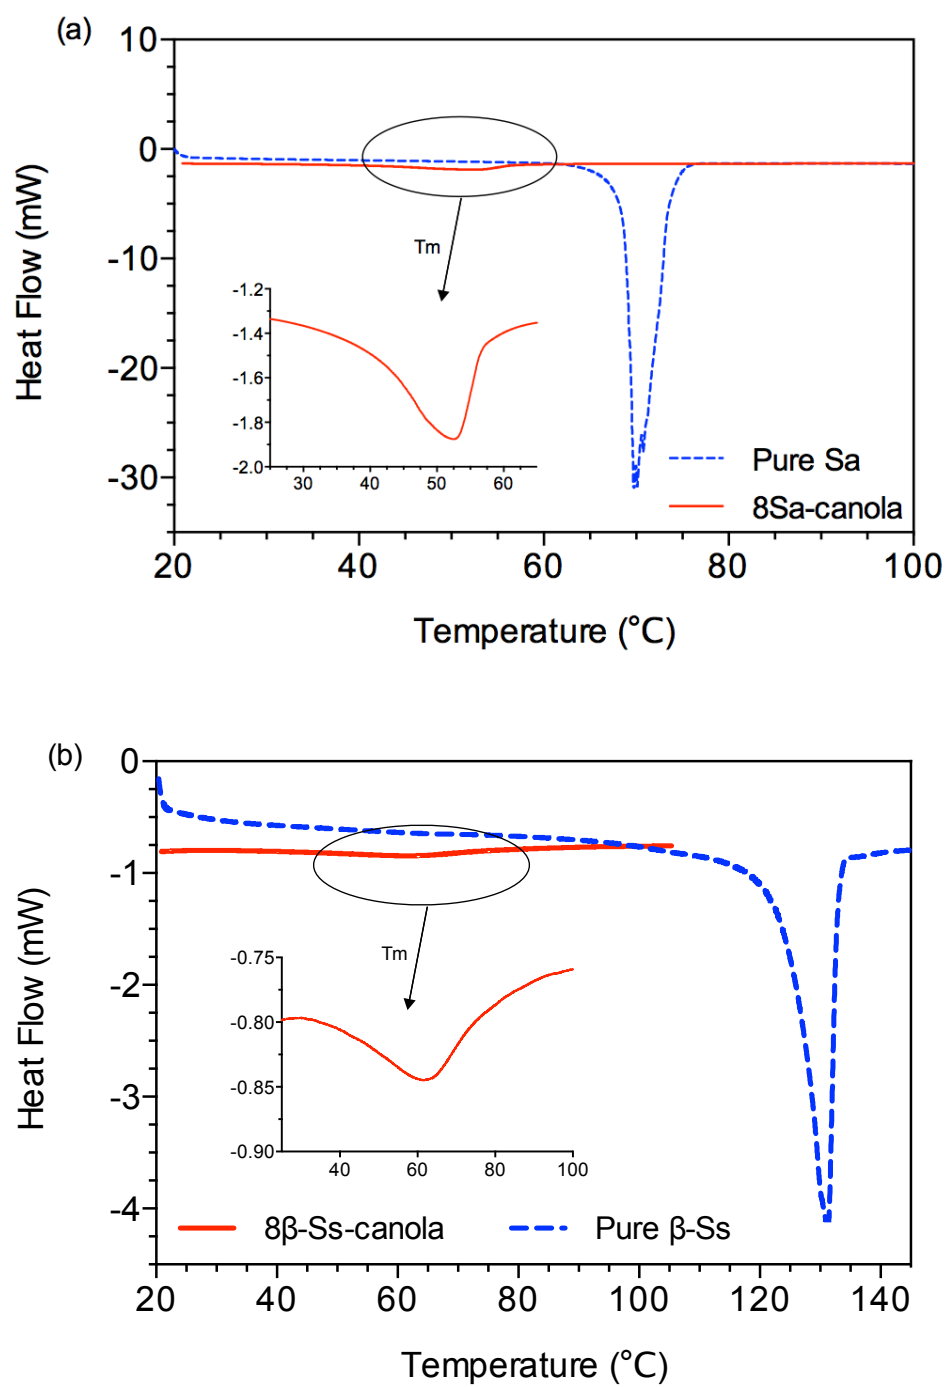 (a)
10
0
-10
-20
-30
Heat Flow (mW)
Tm
-1.2
-1.4
-1.6
-1.8
-2.0
30 40 50 60
Pure Sa
8Sa-canola
20 40 60 80 100
Temperature (°C)
(b)
0
-1
-2
-3
-4
Heat Flow (mW)
Tm
-0.75
-0.80
-0.85
-0.90
40 60 80 100
8β-Ss-canola Pure β-Ss
20 40 60 80 100 120 140
Temperature (°C)